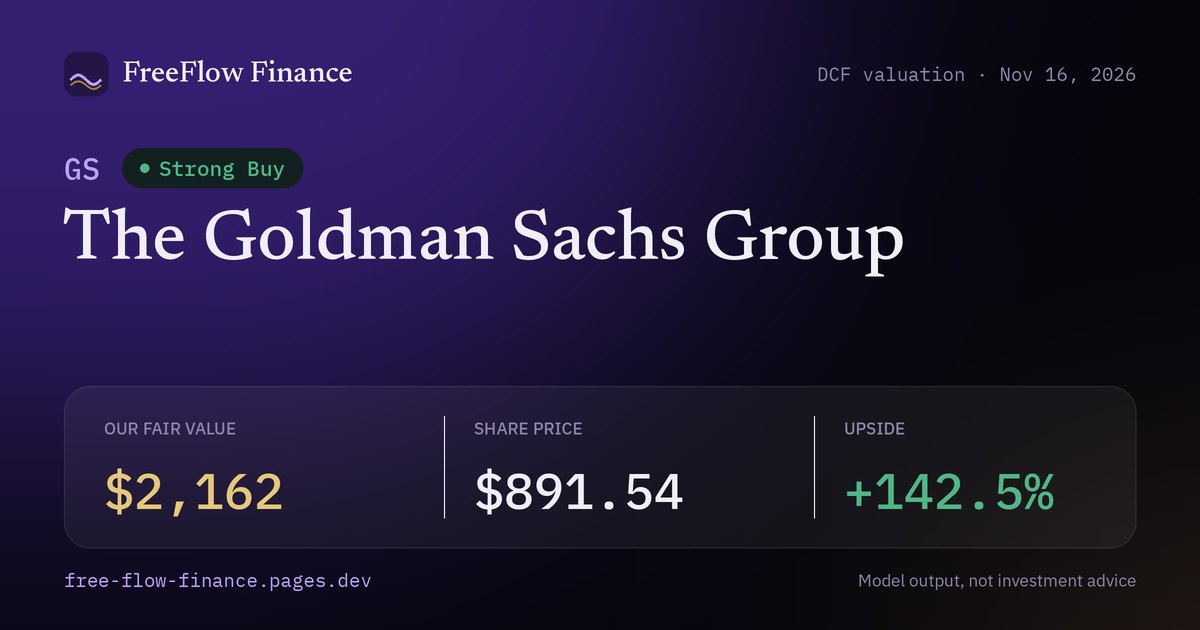 FreeFlow Finance
DCF valuation · Nov 16, 2026
GS
Strong Buy
The Goldman Sachs Group
OUR FAIR VALUE
$2,162
SHARE PRICE
$891.54
UPSIDE
+142.5%
free-flow-finance.pages.dev
Model output, not investment advice